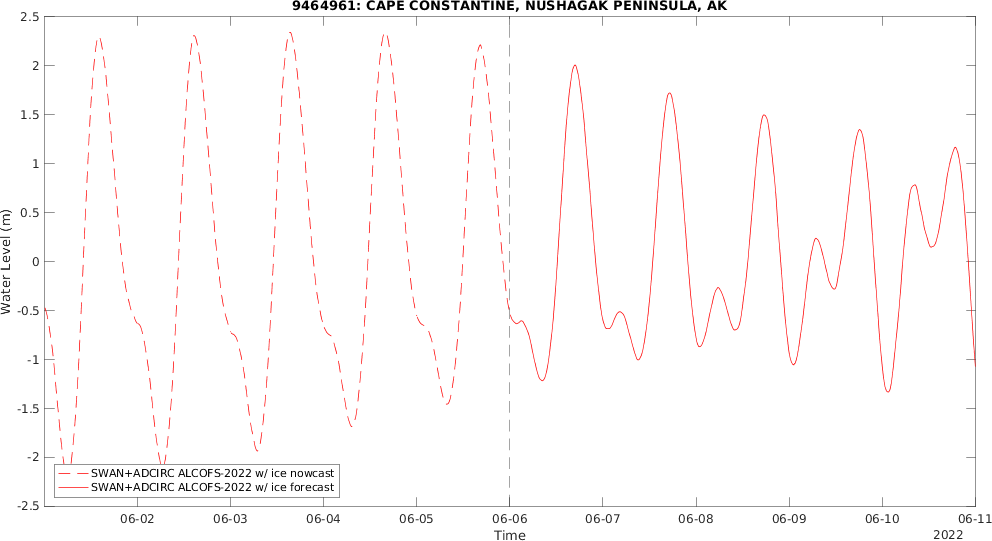 9464961: CAPE CONSTANTINE, NUSHAGAK PENINSULA, AK
2.5
2
1.5
1
0.5
0
-0.5
-1
-1.5
-2
-2.5
Water Level (m)
SWAN+ADCIRC ALCOFS-2022 w/ ice nowcast
SWAN+ADCIRC ALCOFS-2022 w/ ice forecast
06-02 06-03 06-04 06-05 06-06 06-07 06-08 06-09 06-10 06-11
Time
2022